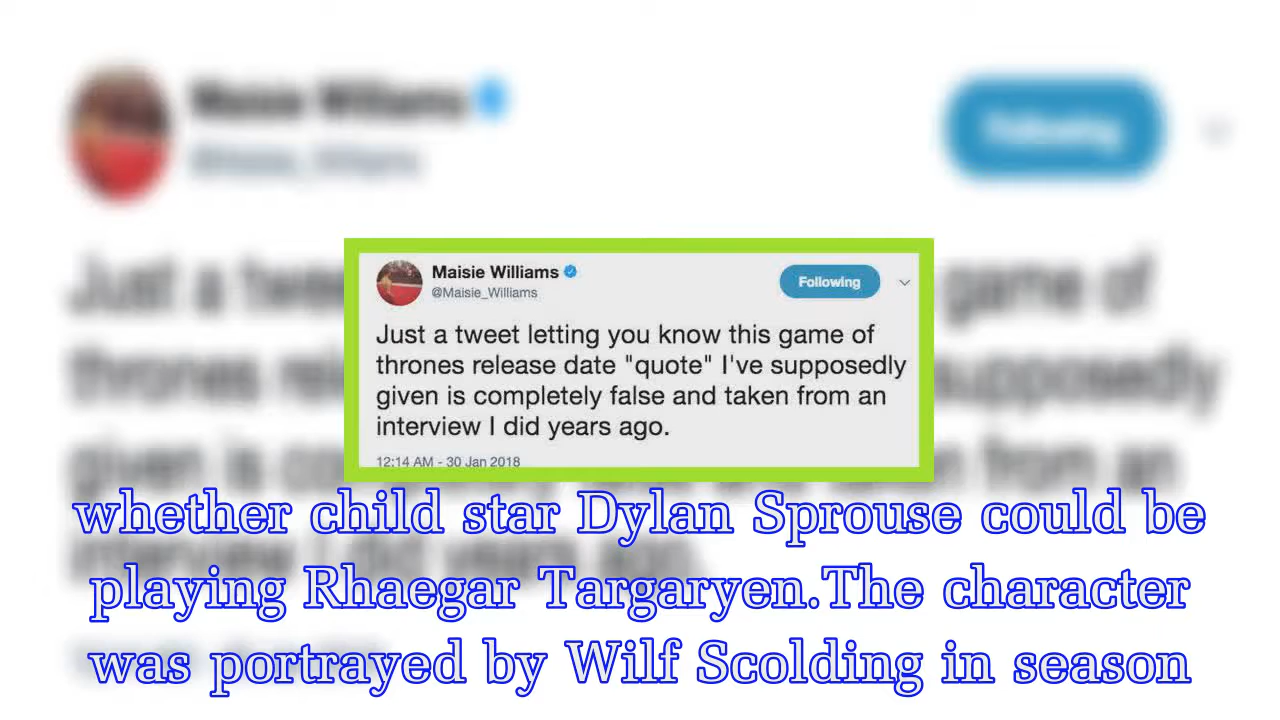 Maisie Williams
@Maisie_Williams
Following
Just a tweet letting you know this game of
thrones release date "quote" I've supposedly
given is completely false and taken from an
interview I did years ago.
12:14 AM - 30 Jan 2018
whether child star Dylan Sprouse could be
playing Rhaegar Targaryen.The character
was portrayed by Wilf Scolding in season